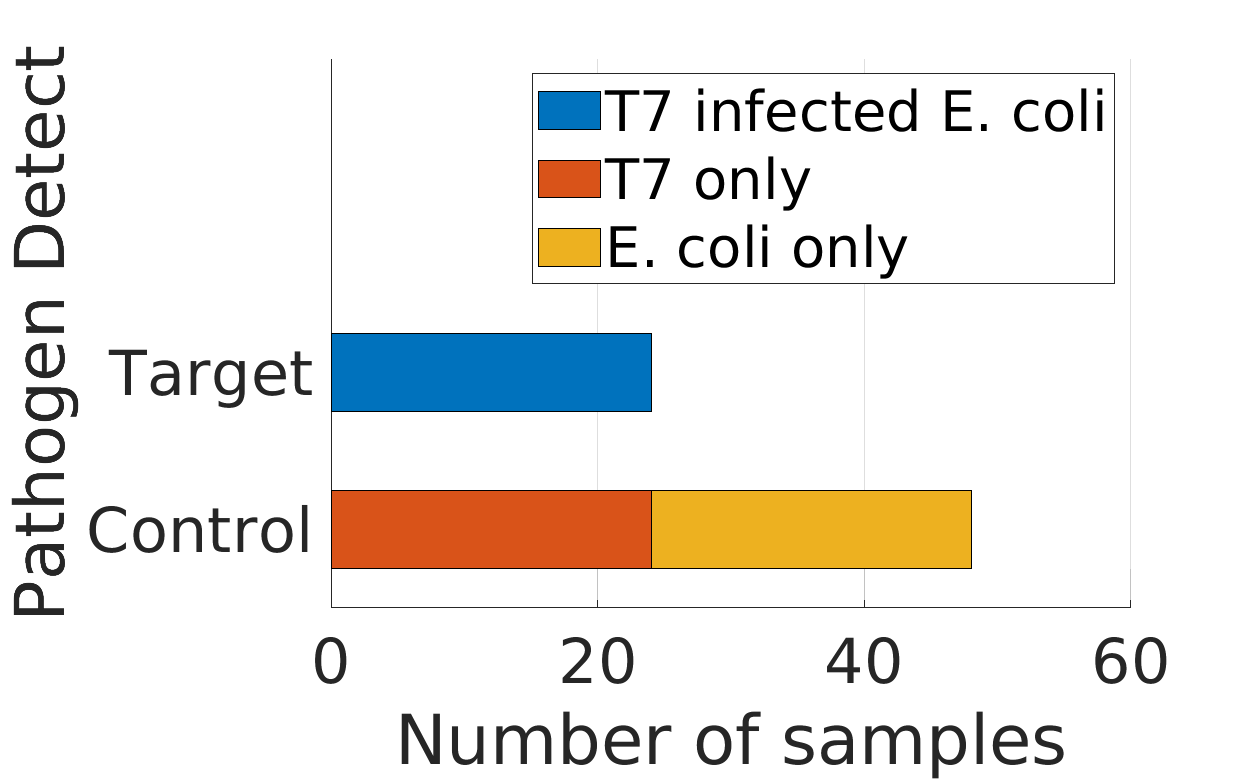 Pathogen Detect
T7 infected E. coli
T7 only
E. coli only
Target
Control
0 20 40 60
Number of samples